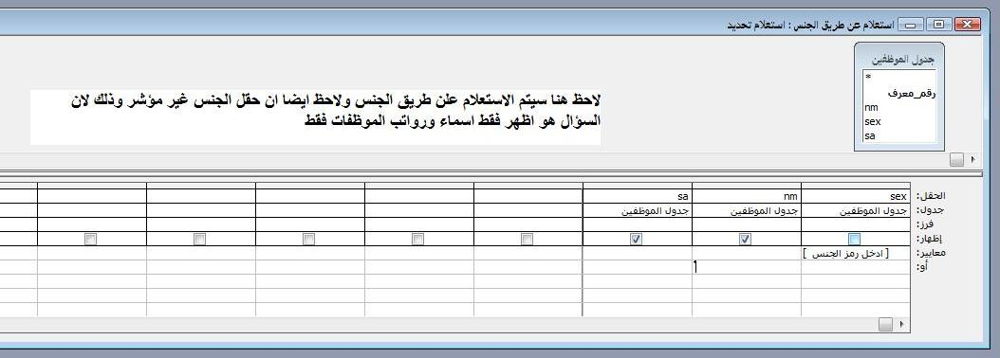 استعلام عن طريق الجنس : استعلام تحديد
جدول الموظفين
*
رقم_معرف
nm
sex
sa
لاحظ هنا سيتم الاستعلام علن طريق الجنس ولاحظ ايضا ان حقل الجنس غير مؤشر وذلك لان
السؤال هو اظهر فقط اسماء ورواتب الموظفات فقط
الحقل: sex nm sa
جدول: جدول الموظفين جدول الموظفين جدول الموظفين
فرز:
إظهار:
معايير: [ ادخل رمز الجنس ]
أو: